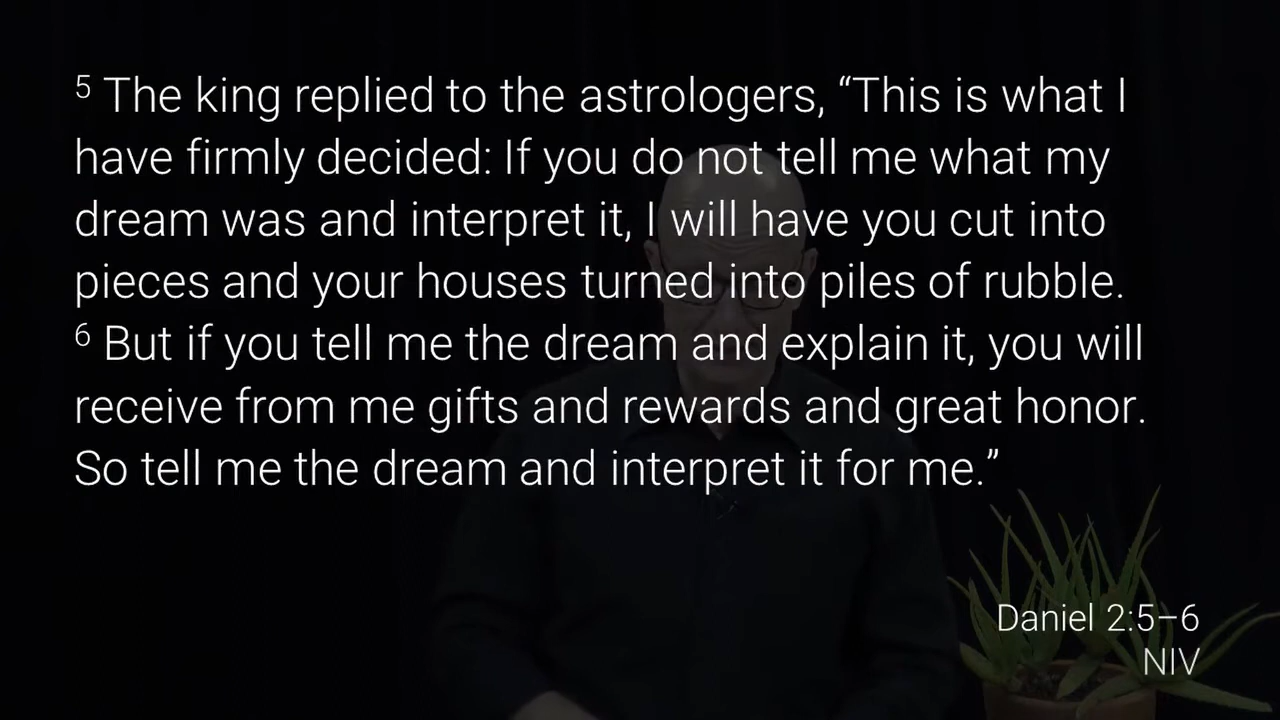 5 The king replied to the astrologers, “This is what I
have firmly decided: If you do not tell me what my
dream was and interpret it, I will have you cut into
pieces and your houses turned into piles of rubble.
6 But if you tell me the dream and explain it, you will
receive from me gifts and rewards and great honor.
So tell me the dream and interpret it for me.”
Daniel 2:5–6
NIV